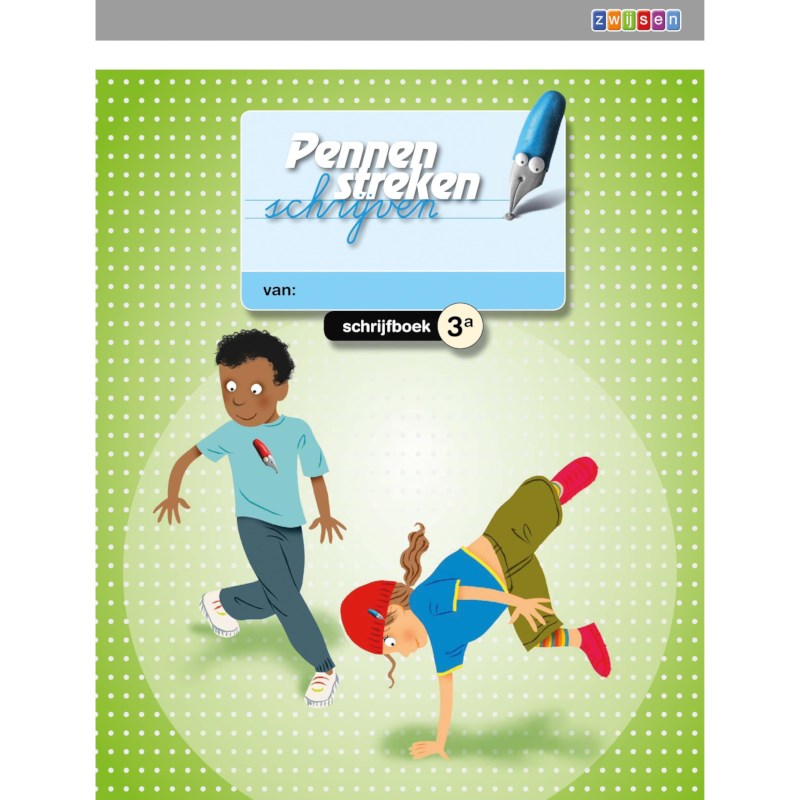 zwijsen
Pennen
streken
schrijven
van:
schrijfboek 3a